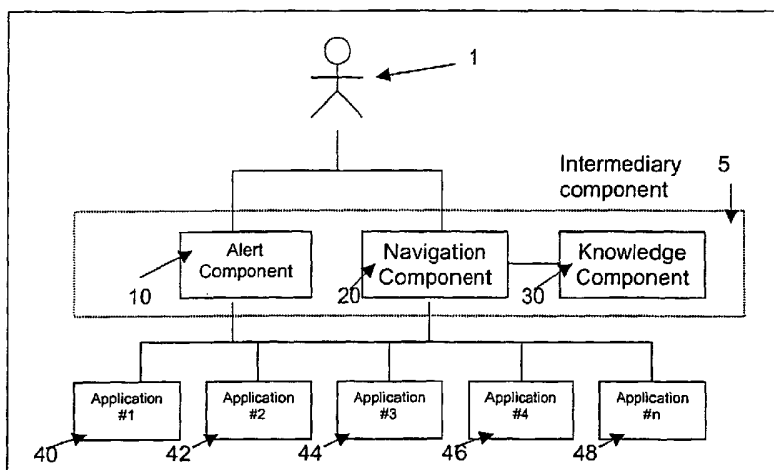 1
Intermediary 5
component
Alert
Component
Navigation
Component
Knowledge
Component
10
20
30
Application
#1
Application
#2
Application
#3
Application
#4
Application
#n
40
42
44
46
48